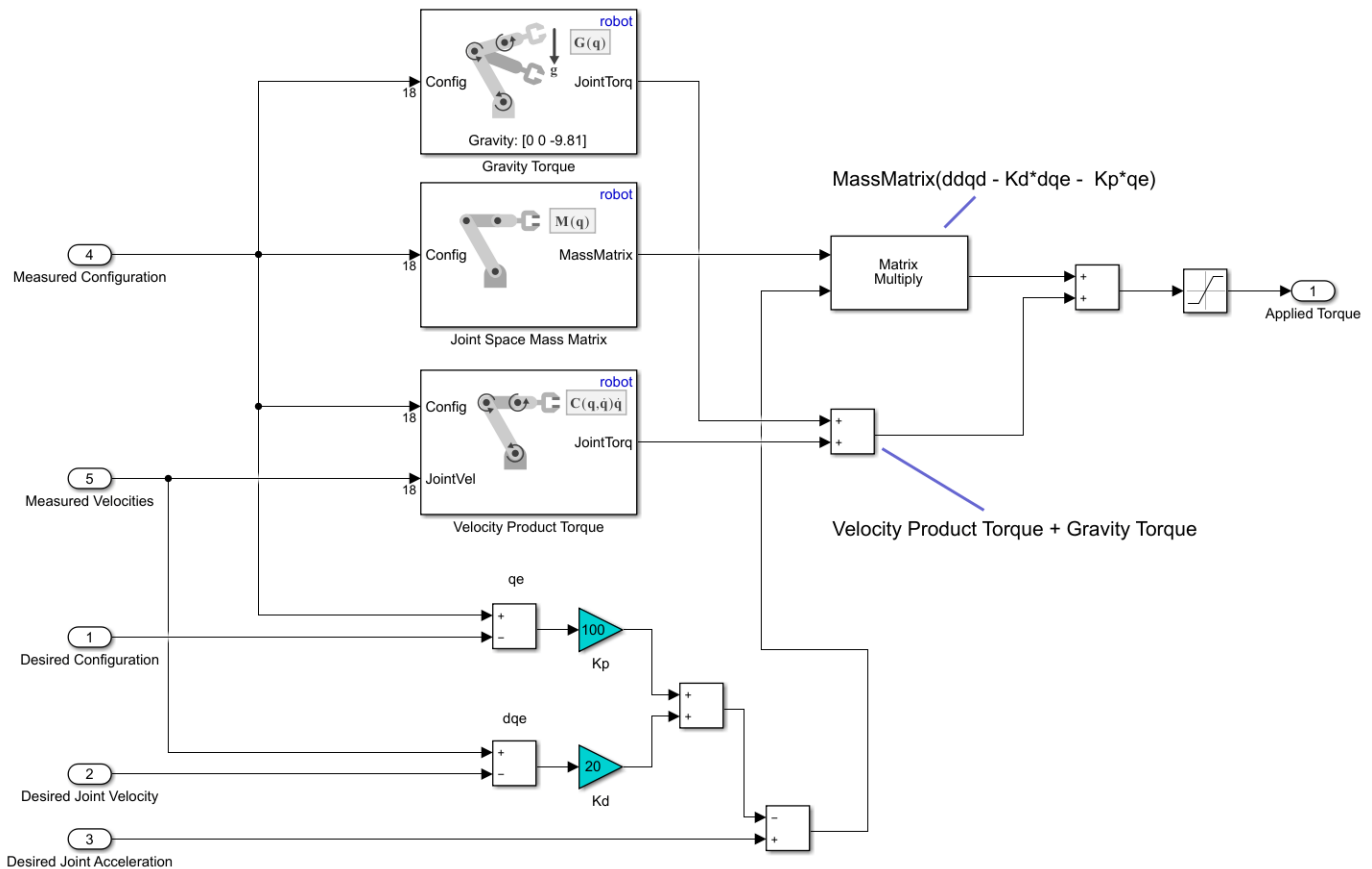 robot
G(q)
g
Config
JointTorq
18
Gravity: [0 0 -9.81]
Gravity Torque
MassMatrix(ddqd - Kd*dqe -  Kp*qe)
robot
M(q)
4
Config
MassMatrix
18
Measured Configuration
Matrix
Multiply
+
+
1
Applied Torque
Joint Space Mass Matrix
robot
C(q,q̇)q̇
Config
18
JointTorq
+
+
5
JointVel
18
Measured Velocities
Velocity Product Torque
Velocity Product Torque + Gravity Torque
qe
+
−
1
100
Desired Configuration
Kp
+
+
dqe
+
−
2
20
Desired Joint Velocity
Kd
−
+
3
Desired Joint Acceleration